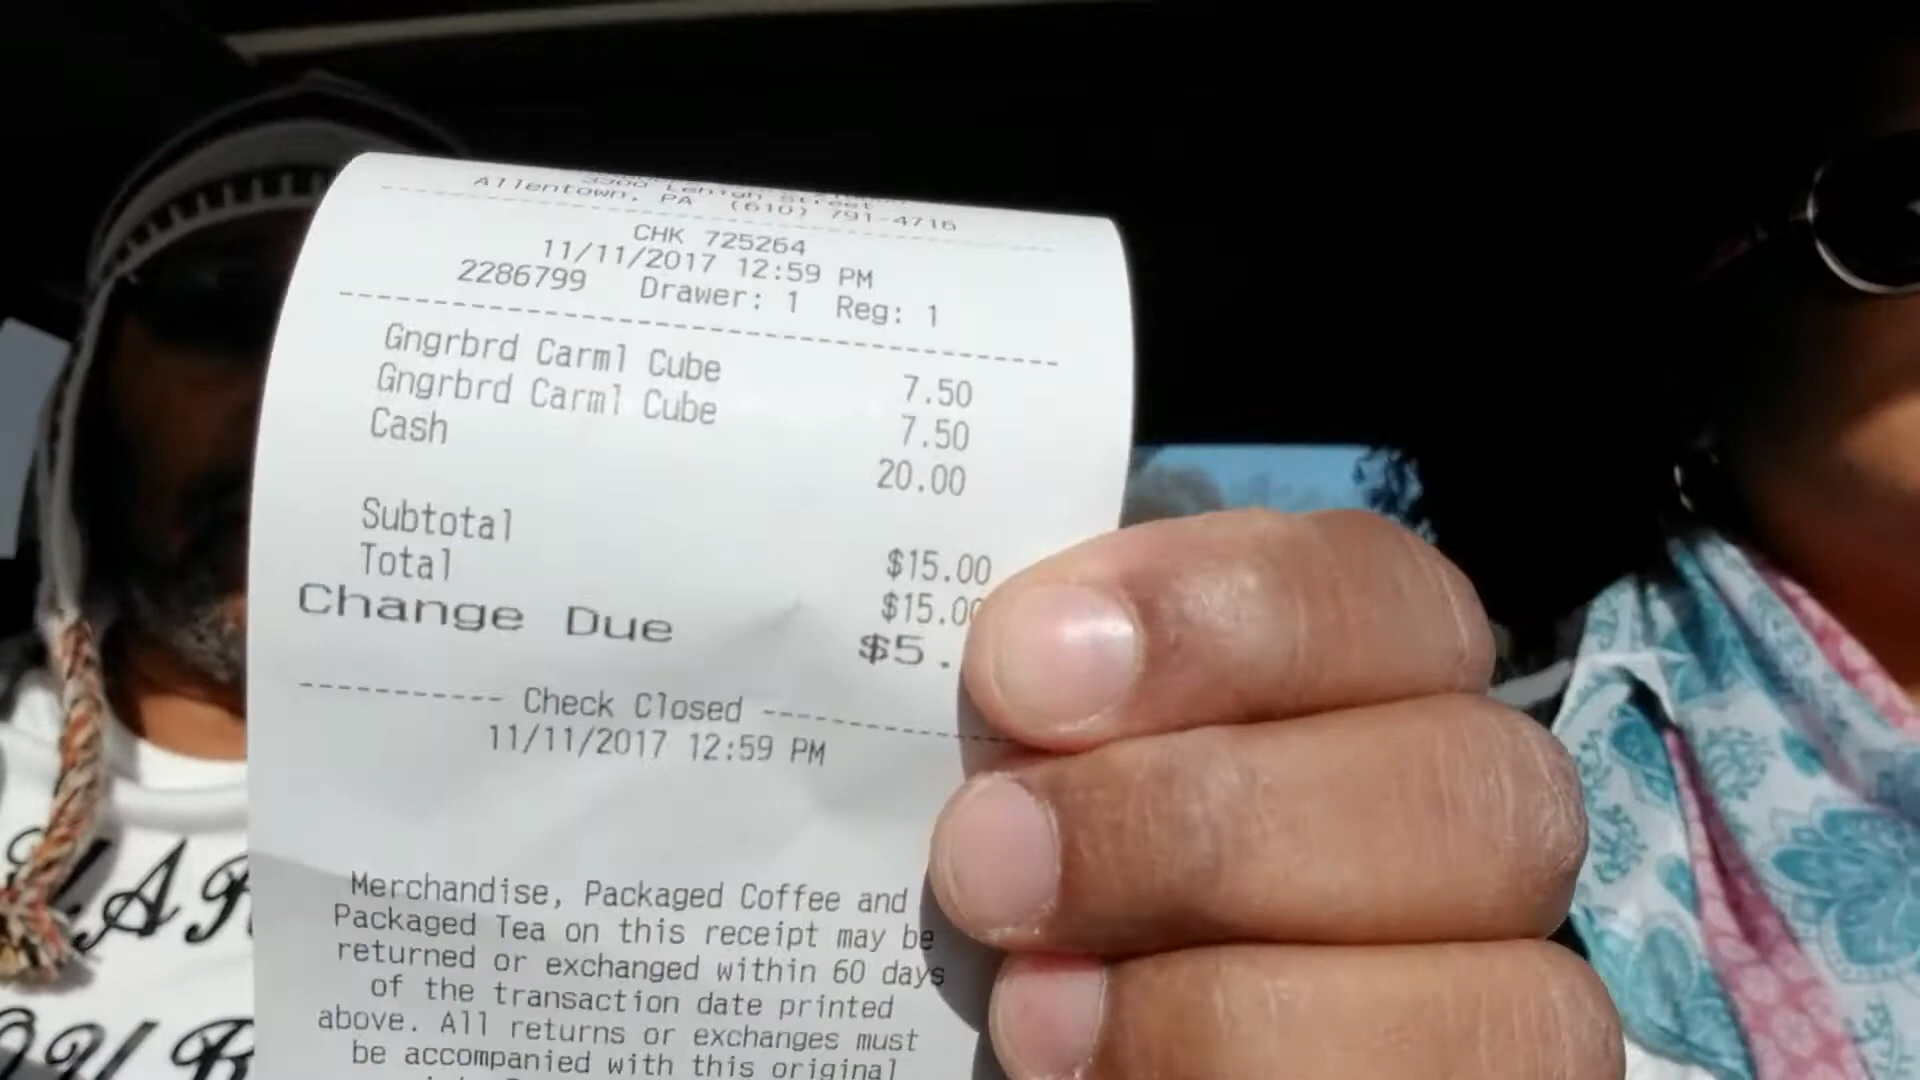 3300 Lehigh Street
Allentown, PA (610) 791-4716
CHK 725264
11/11/2017 12:59 PM
2286799 Drawer: 1 Reg: 1
Gngrbrd Carml Cube 7.50
Gngrbrd Carml Cube 7.50
Cash 20.00
Subtotal $15.00
Total $15.00
Change Due $5.
Check Closed
11/11/2017 12:59 PM
Merchandise, Packaged Coffee and
Packaged Tea on this receipt may be
returned or exchanged within 60 days
of the transaction date printed
above. All returns or exchanges must
be accompanied with this original